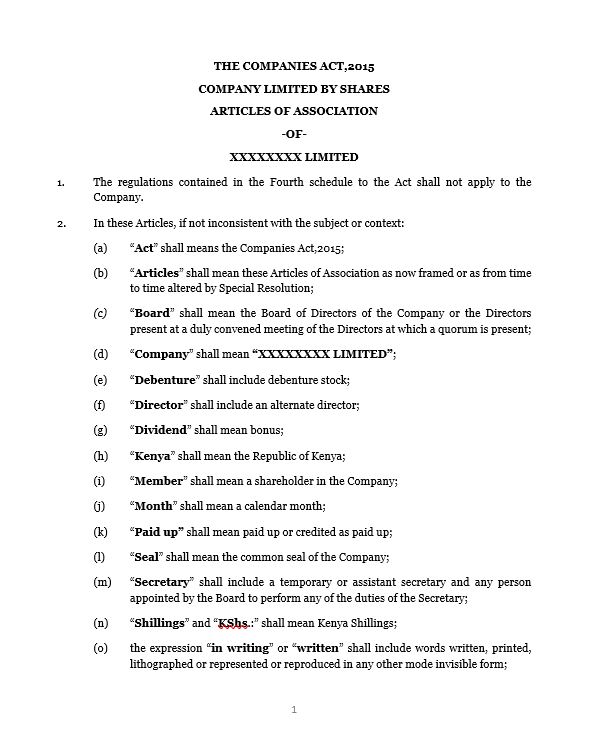 THE COMPANIES ACT,2015
COMPANY LIMITED BY SHARES
ARTICLES OF ASSOCIATION
-OF-
XXXXXXXX LIMITED
1. The regulations contained in the Fourth schedule to the Act shall not apply to the
Company.
2. In these Articles, if not inconsistent with the subject or context:
(a) “Act” shall means the Companies Act,2015;
(b) “Articles” shall mean these Articles of Association as now framed or as from time
to time altered by Special Resolution;
(c) “Board” shall mean the Board of Directors of the Company or the Directors
present at a duly convened meeting of the Directors at which a quorum is present;
(d) “Company” shall mean “XXXXXXXX LIMITED”;
(e) “Debenture” shall include debenture stock;
(f) “Director” shall include an alternate director;
(g) “Dividend” shall mean bonus;
(h) “Kenya” shall mean the Republic of Kenya;
(i) “Member” shall mean a shareholder in the Company;
(j) “Month” shall mean a calendar month;
(k) “Paid up” shall mean paid up or credited as paid up;
(l) “Seal” shall mean the common seal of the Company;
(m) “Secretary” shall include a temporary or assistant secretary and any person
appointed by the Board to perform any of the duties of the Secretary;
(n) “Shillings” and “KShs.:” shall mean Kenya Shillings;
(o) the expression “in writing” or “written” shall include words written, printed,
lithographed or represented or reproduced in any other mode invisible form;
1